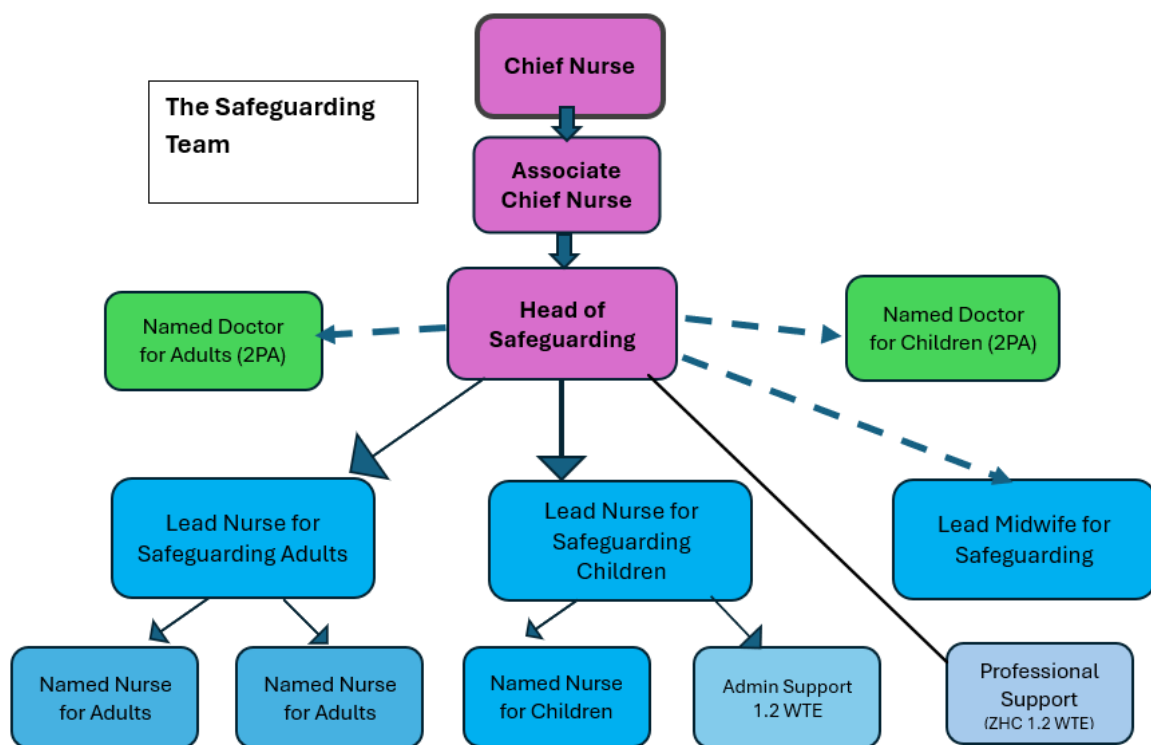 Chief Nurse
The Safeguarding
Team
Associate
Chief Nurse
Head of
Safeguarding
Named Doctor
for Adults (2PA)
Named Doctor
for Children (2PA)
Lead Nurse for
Safeguarding Adults
Lead Nurse for
Safeguarding
Children
Lead Midwife for
Safeguarding
Named Nurse
for Adults
Named Nurse
for Adults
Named Nurse
for Children
Admin Support
1.2 WTE
Professional
Support
(ZHC 1.2 WTE)